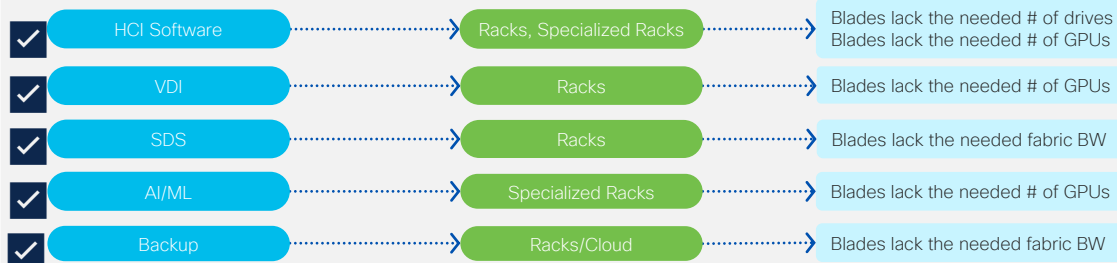 HCI Software
Racks, Specialized Racks
Blades lack the needed # of drives
Blades lack the needed # of GPUs
VDI
Racks
Blades lack the needed # of GPUs
SDS
Racks
Blades lack the needed fabric BW
AI/ML
Specialized Racks
Blades lack the needed # of GPUs
Backup
Racks/Cloud
Blades lack the needed fabric BW